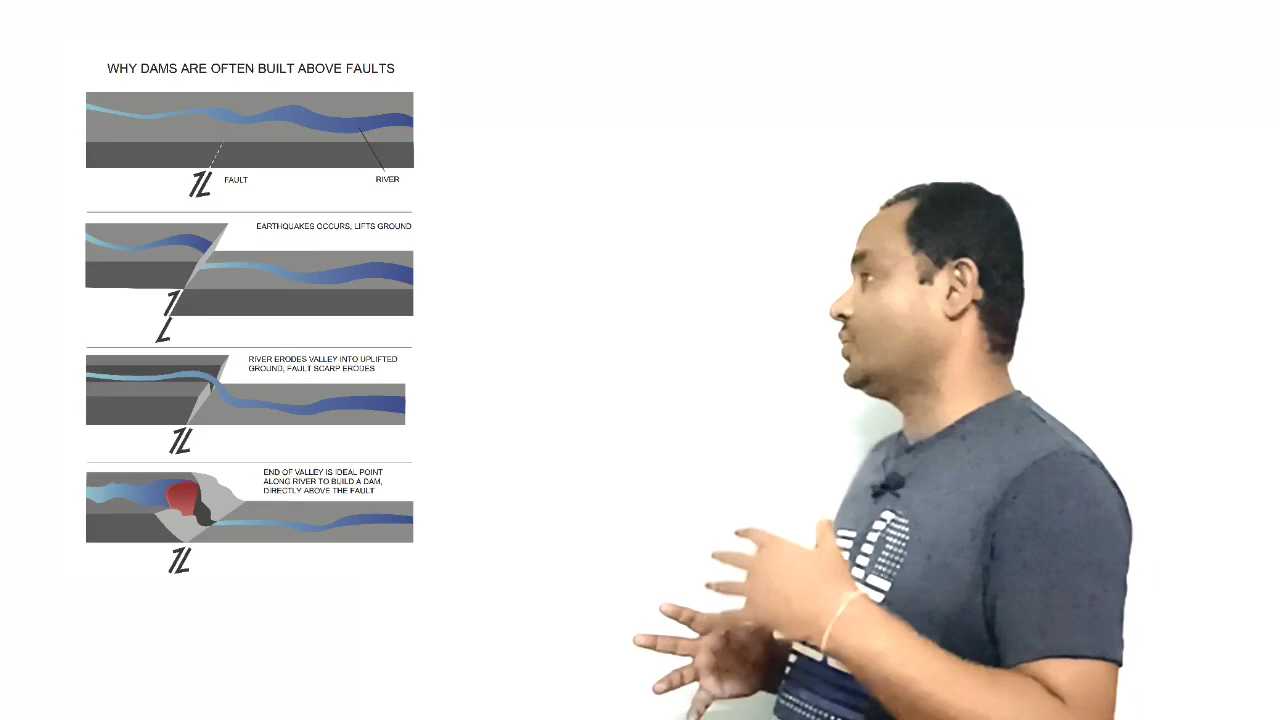 WHY DAMS ARE OFTEN BUILT ABOVE FAULTS
FAULT
RIVER
EARTHQUAKES OCCURS, LIFTS GROUND
RIVER ERODES VALLEY INTO UPLIFTED
GROUND, FAULT SCARP ERODES
END OF VALLEY IS IDEAL POINT
ALONG RIVER TO BUILD A DAM,
DIRECTLY ABOVE THE FAULT